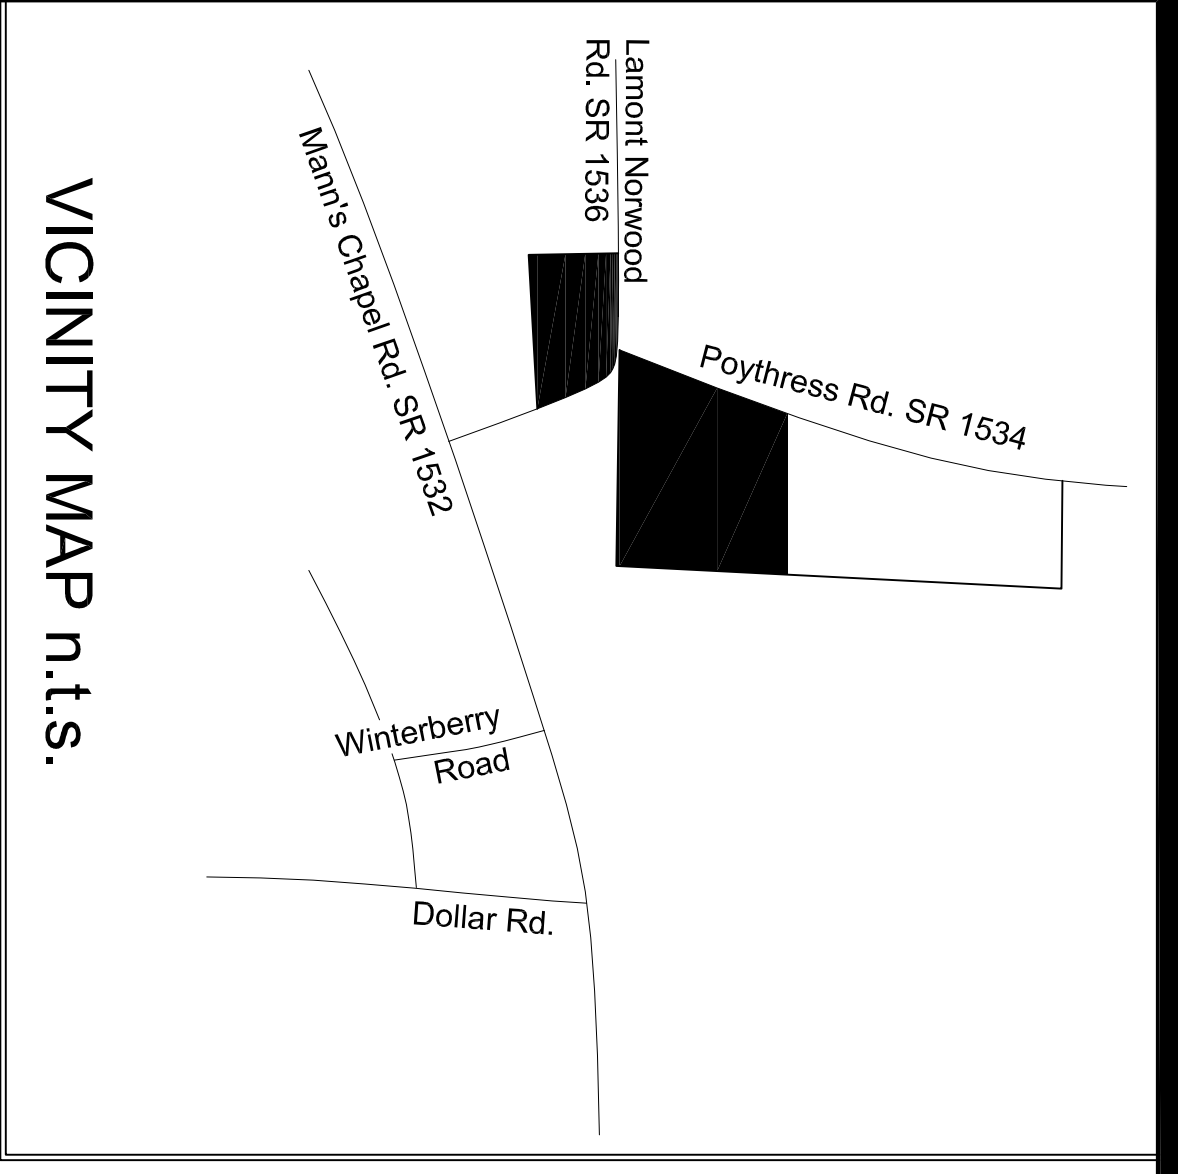 Lamont Norwood
Rd. SR 1536
Poythress Rd. SR 1534
Mann's Chapel Rd. SR 1532
Winterberry
Road
Dollar Rd.
VICINITY MAP n.t.s.